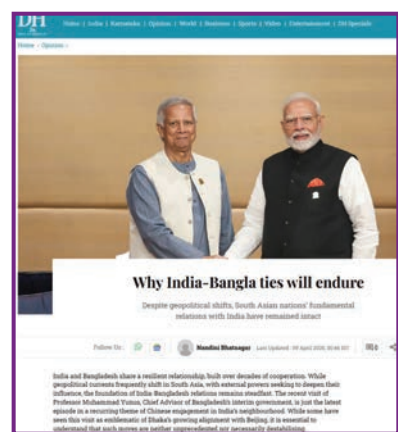 DH
Home | India | Karnataka | Opinion | World | Business | Sports | Video | Entertainment | DH Specials
Home > Opinion >
Why India-Bangla ties will endure
Despite geopolitical shifts, South Asian nations' fundamental
relations with India have remained intact
Follow Us :
Nandini Bhatnagar Last Updated : 09 April 2025,
India and Bangladesh share a resilient relationship, built over decades of cooperation. While
geopolitical currents frequently shift in South Asia, with external powers seeking to deepen their
influence, the foundation of India-Bangladesh relations remains steadfast. The recent visit of
Professor Muhammad Yunus, Chief Advisor of Bangladesh's interim government, is just the latest
episode in a recurring theme of Chinese engagement in India's neighbourhood. While some have
seen this visit as emblematic of Dhaka's growing alignment with Beijing, it is essential to
understand that such moves are neither unprecedented nor necessarily destabilising.